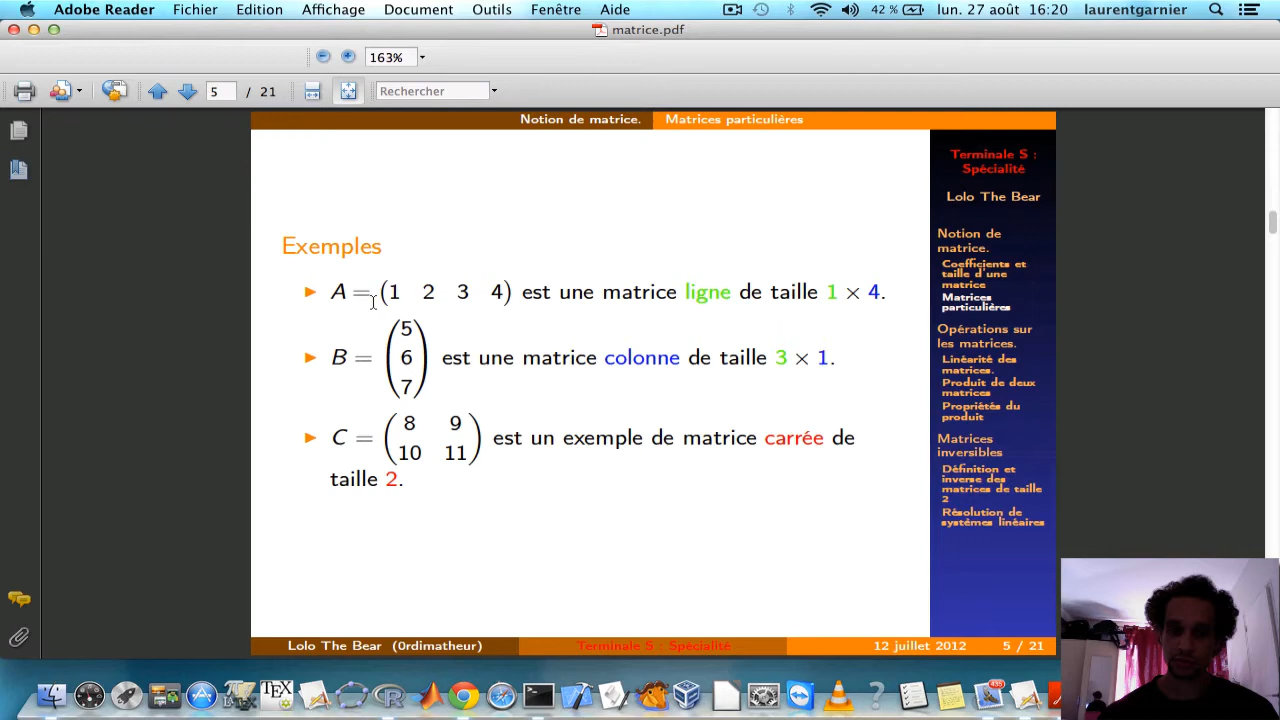 Adobe Reader Fichier Edition Affichage Document Outils Fenêtre Aide 42 % lun. 27 août 16:20 laurentgarnier
matrice.pdf
163%
5 / 21 Rechercher
Notion de matrice. Matrices particulières
Exemples
A = (1 2 3 4) est une matrice ligne de taille 1 × 4.
5
B = 6 est une matrice colonne de taille 3 × 1.
7
8 9
C = est un exemple de matrice carrée de
10 11
taille 2.
Terminale S :
Spécialité
Lolo The Bear
Notion de
matrice.
Coefficients et
taille d'une
matrice
Matrices
particulières
Opérations sur
les matrices.
Linéarité des
matrices.
Produit de deux
matrices
Propriétés du
produit
Matrices
inversibles
Définition et
inverse des
matrices de taille
2
Résolution de
systèmes linéaires
Lolo The Bear (0rdimatheur) Terminale S : Spécialité 12 juillet 2012 5 / 21
TEX
435